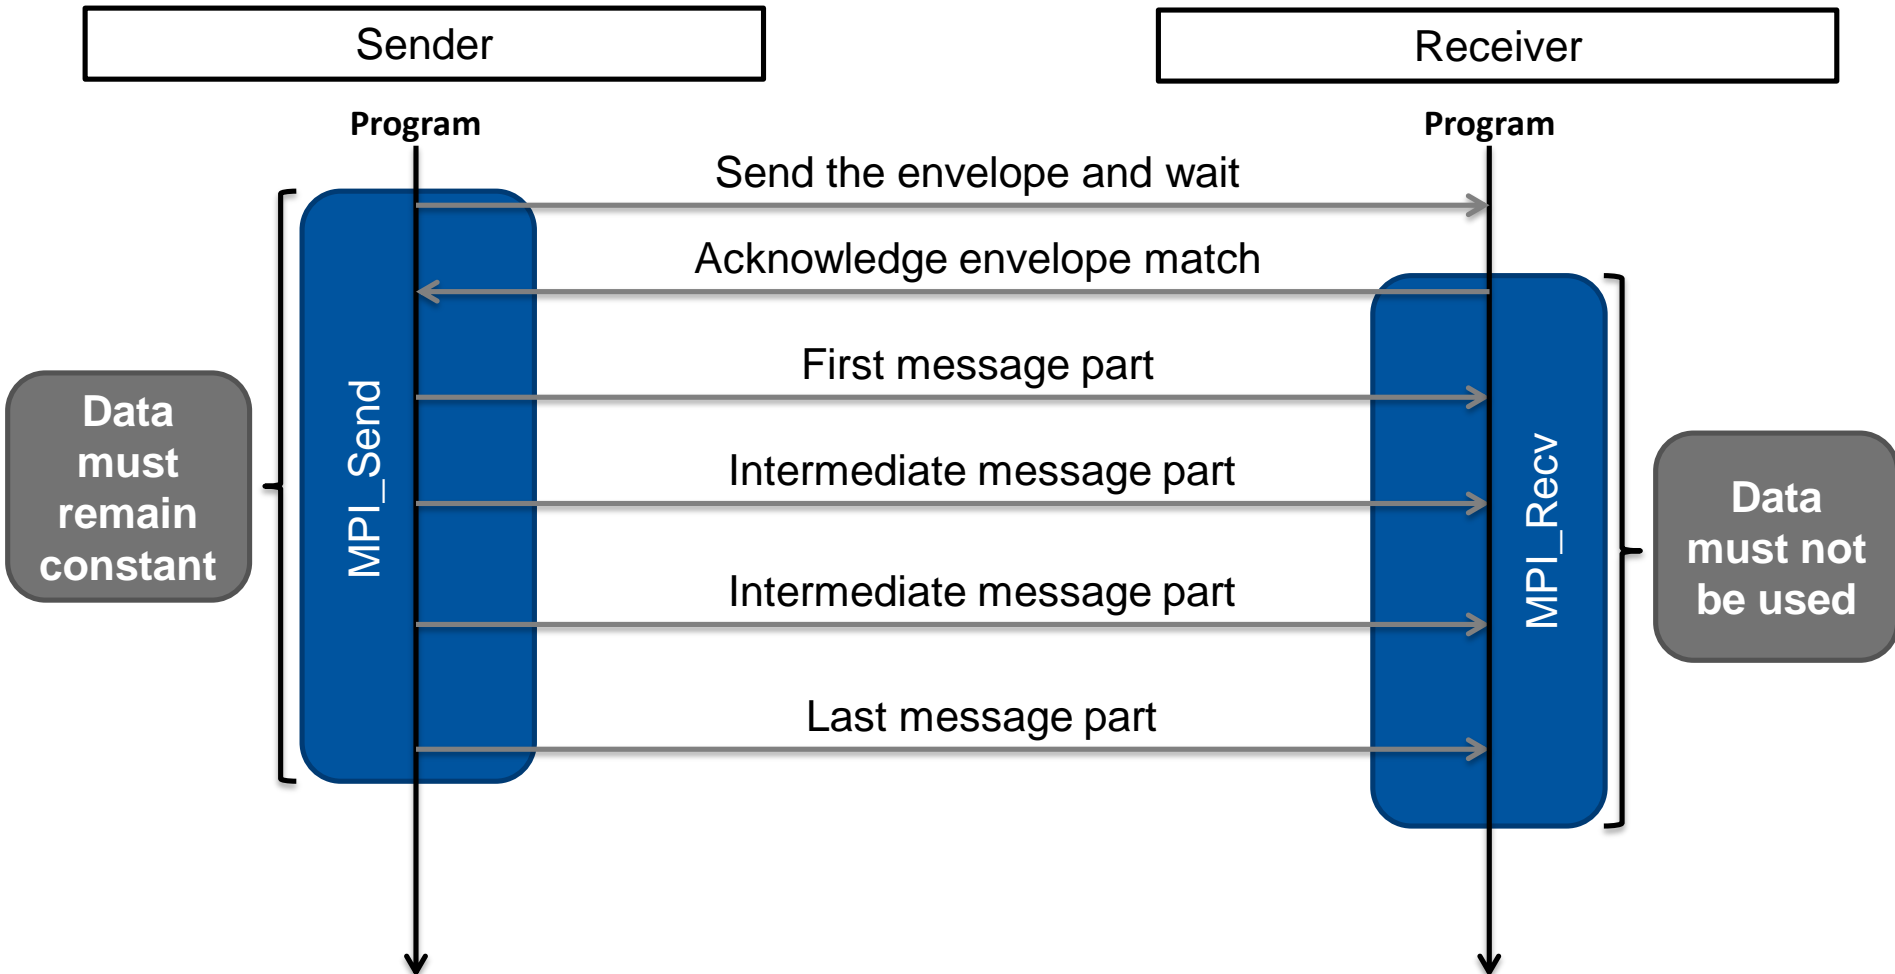 Sender
Receiver
Program
Program
Send the envelope and wait
Acknowledge envelope match
First message part
Intermediate message part
Intermediate message part
Last message part
MPI_Send
MPI_Recv
Data
must
remain
constant
Data
must not
be used